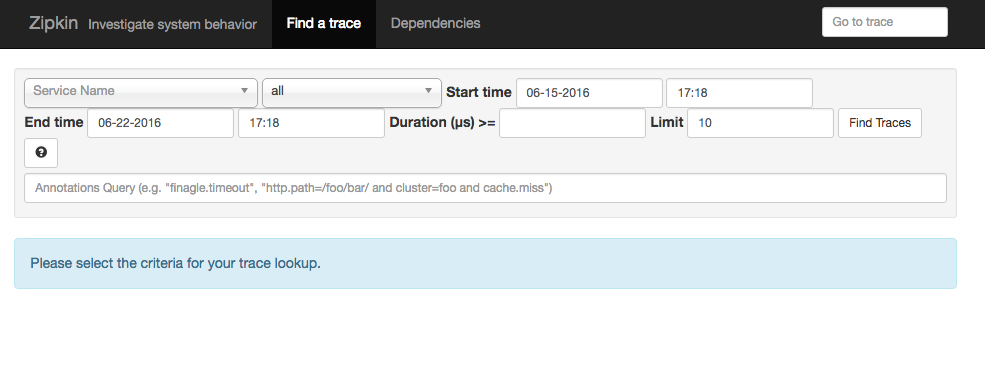 Zipkin Investigate system behavior Find a trace Dependencies Go to trace
Service Name all Start time 06-15-2016 17:18
End time 06-22-2016 17:18 Duration (μs) >= Limit 10 Find Traces
?
Annotations Query (e.g. "finagle.timeout", "http.path=/foo/bar/ and cluster=foo and cache.miss")
Please select the criteria for your trace lookup.